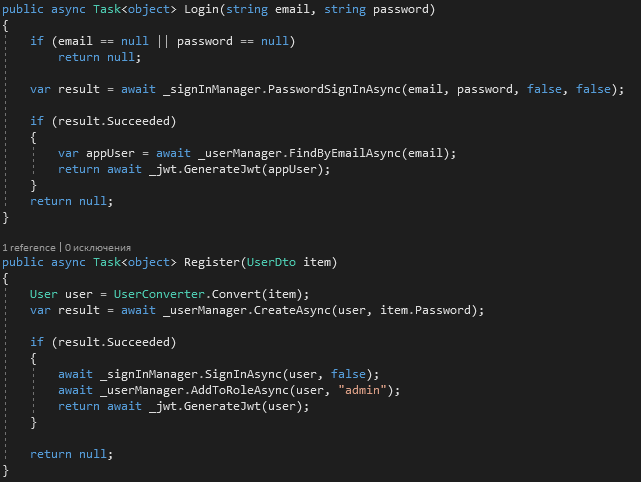 public async Task<object> Login(string email, string password)
{
    if (email == null || password == null)
        return null;
    var result = await _signInManager.PasswordSignInAsync(email, password, false, false);
    if (result.Succeeded)
    {
        var appUser = await _userManager.FindByEmailAsync(email);
        return await _jwt.GenerateJwt(appUser);
    }
    return null;
}
1 reference | 0 исключения
public async Task<object> Register(UserDto item)
{
    User user = UserConverter.Convert(item);
    var result = await _userManager.CreateAsync(user, item.Password);
    if (result.Succeeded)
    {
        await _signInManager.SignInAsync(user, false);
        await _userManager.AddToRoleAsync(user, "admin");
        return await _jwt.GenerateJwt(user);
    }
    return null;
}